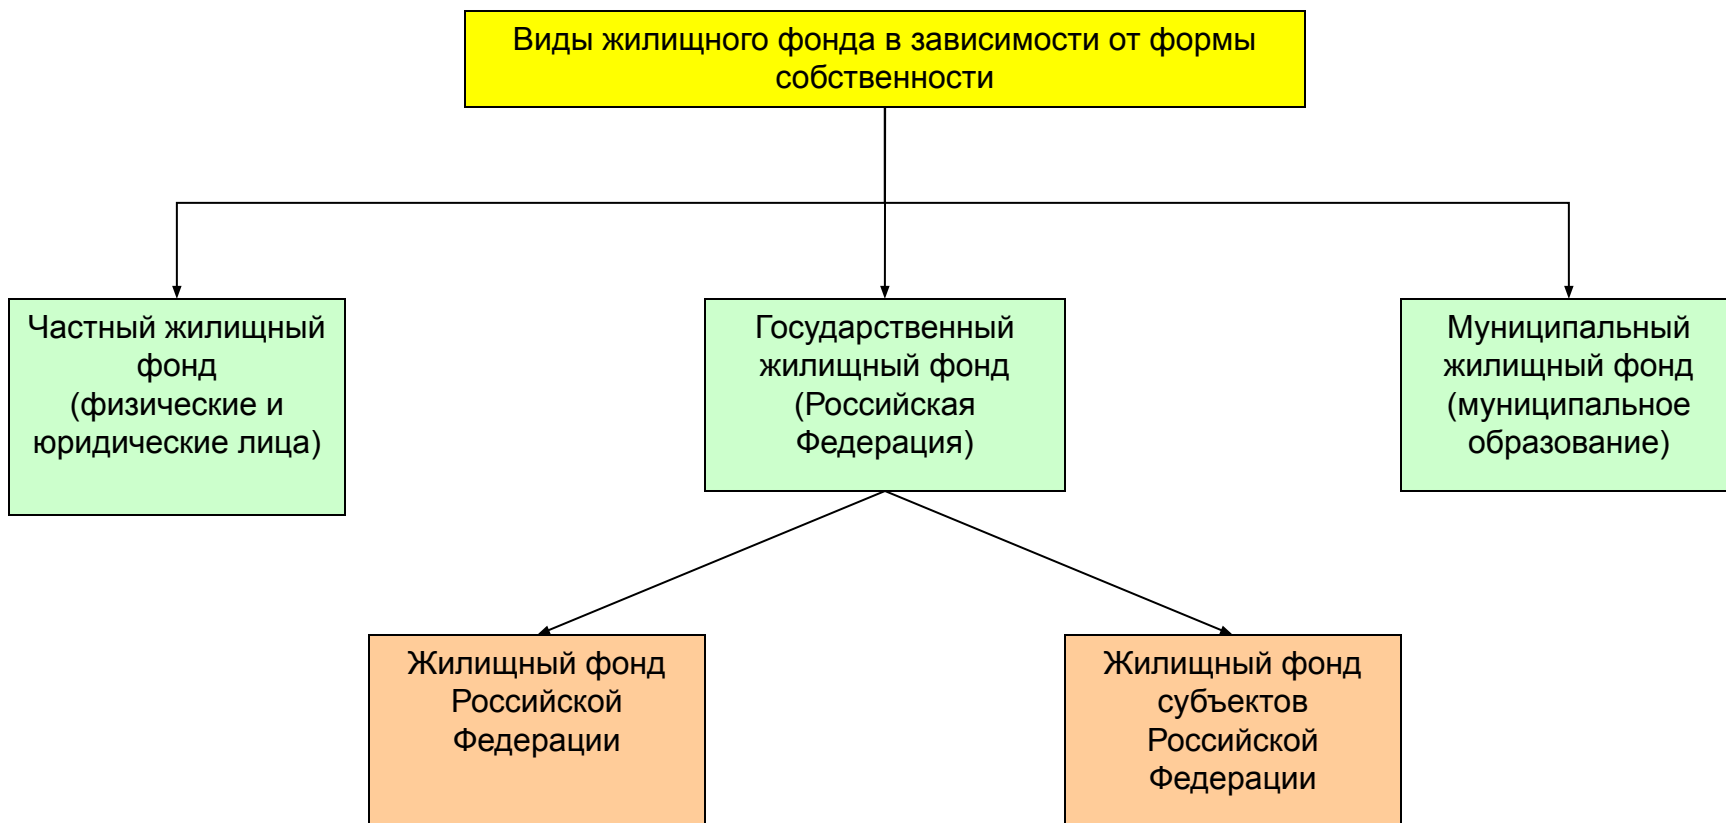 Виды жилищного фонда в зависимости от формы
собственности
Частный жилищный
фонд
(физические и
юридические лица)
Государственный
жилищный фонд
(Российская
Федерация)
Муниципальный
жилищный фонд
(муниципальное
образование)
Жилищный фонд
Российской
Федерации
Жилищный фонд
субъектов
Российской
Федерации